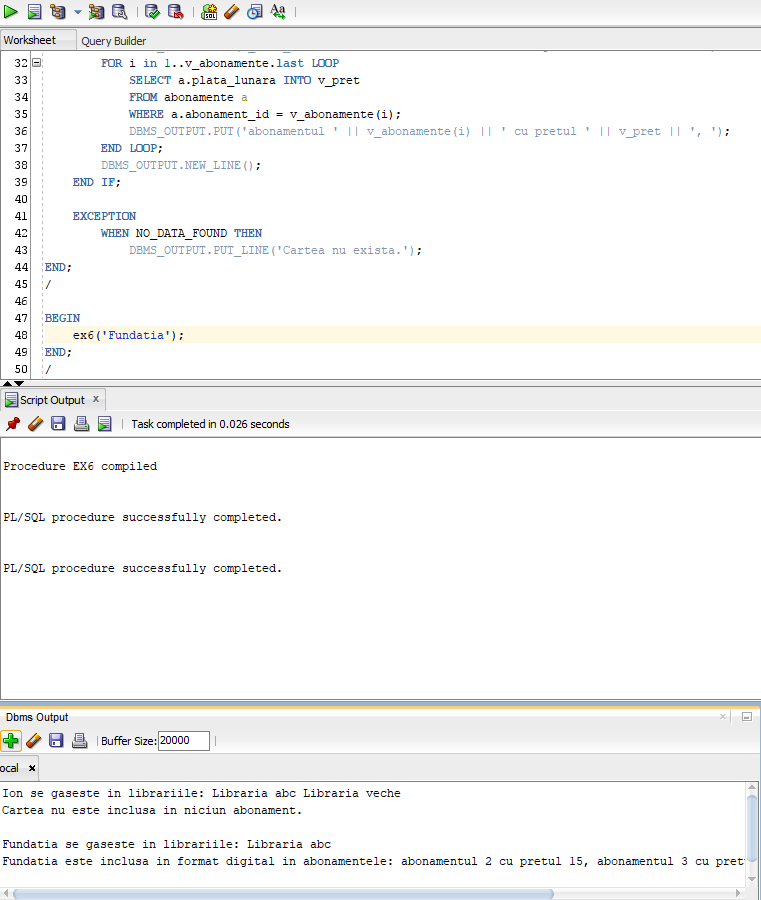 Worksheet Query Builder
32 FOR i in 1..v_abonamente.last LOOP
33 SELECT a.plata_lunara INTO v_pret
34 FROM abonamente a
35 WHERE a.abonament_id = v_abonamente(i);
36 DBMS_OUTPUT.PUT('abonamentul ' || v_abonamente(i) || ' cu pretul ' || v_pret || ', ');
37 END LOOP;
38 DBMS_OUTPUT.NEW_LINE();
39 END IF;
40
41 EXCEPTION
42 WHEN NO_DATA_FOUND THEN
43 DBMS_OUTPUT.PUT_LINE('Cartea nu exista.');
44 END;
45 /
46
47 BEGIN
48 ex6('Fundatia');
49 END;
50 /
Script Output x
Task completed in 0.026 seconds
Procedure EX6 compiled
PL/SQL procedure successfully completed.
PL/SQL procedure successfully completed.
Dbms Output
Buffer Size: 20000
ocal x
Ion se gaseste in librariile: Libraria abc Libraria veche
Cartea nu este inclusa in niciun abonament.
Fundatia se gaseste in librariile: Libraria abc
Fundatia este inclusa in format digital in abonamentele: abonamentul 2 cu pretul 15, abonamentul 3 cu pret